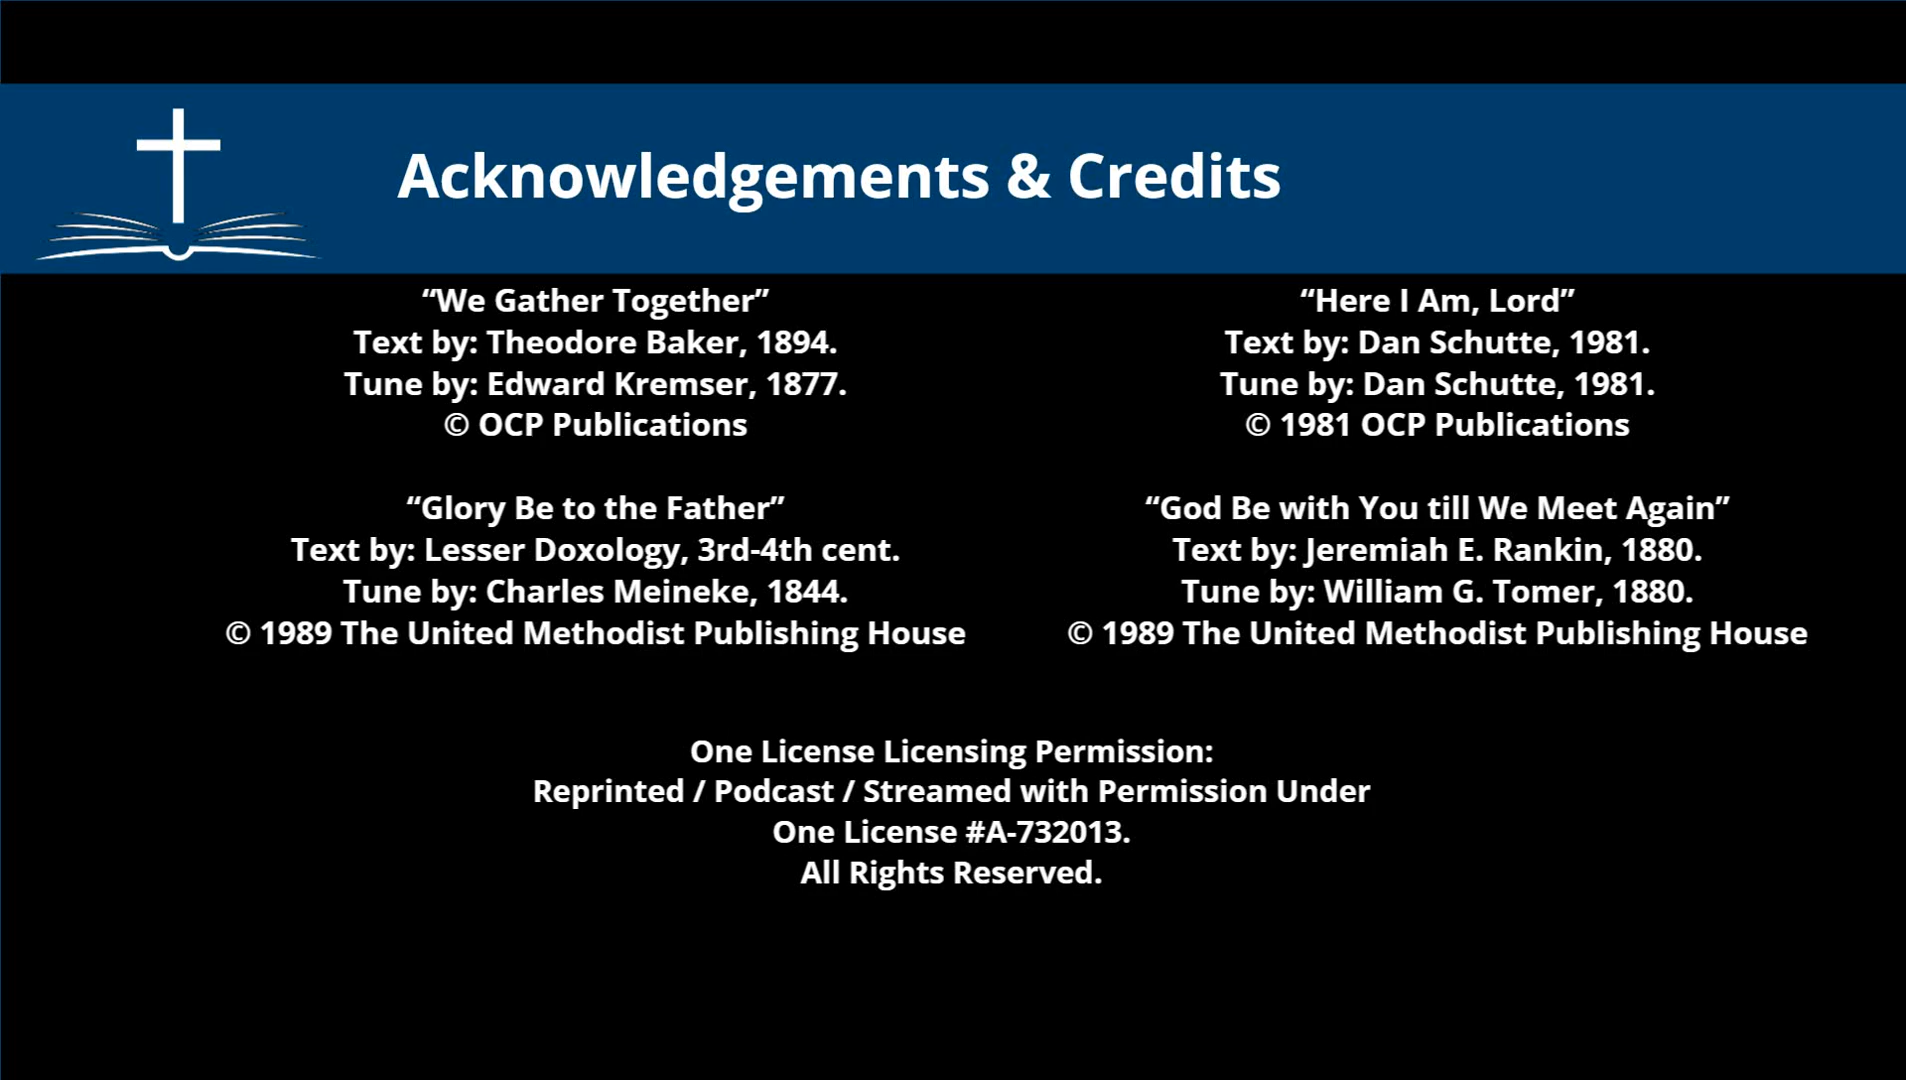 Acknowledgements & Credits
“We Gather Together”
Text by: Theodore Baker, 1894.
Tune by: Edward Kremser, 1877.
© OCP Publications
“Glory Be to the Father”
Text by: Lesser Doxology, 3rd-4th cent.
Tune by: Charles Meineke, 1844.
© 1989 The United Methodist Publishing House
“Here I Am, Lord”
Text by: Dan Schutte, 1981.
Tune by: Dan Schutte, 1981.
© 1981 OCP Publications
“God Be with You till We Meet Again”
Text by: Jeremiah E. Rankin, 1880.
Tune by: William G. Tomer, 1880.
© 1989 The United Methodist Publishing House
One License Licensing Permission:
Reprinted / Podcast / Streamed with Permission Under
One License #A-732013.
All Rights Reserved.